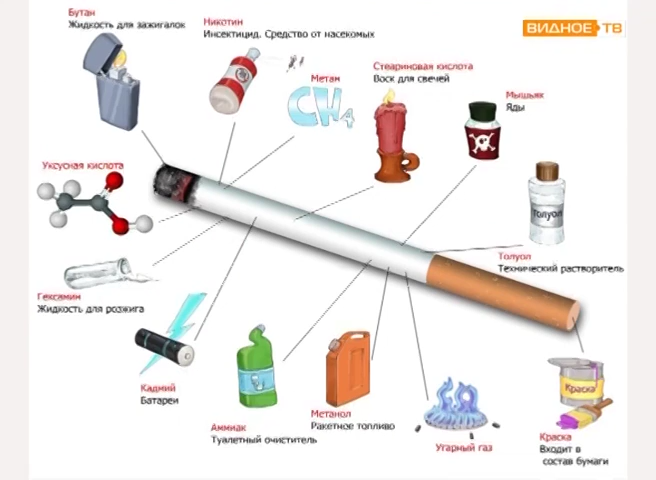 Бутан
Жидкость для зажигалок
Никотин
Инсектицид. Средство от насекомых
ВИДНОЕ ТВ
Метан
CH4
Стеариновая кислота
Воск для свечей
Мышьяк
Яды
Уксусная кислота
Толуол
Толуол
Технический растворитель
Гексамин
Жидкость для розжига
Кадмий
Батареи
Аммиак
Туалетный очиститель
Метанол
Ракетное топливо
Угарный газ
Краска
Краска
Входит в
состав бумаги